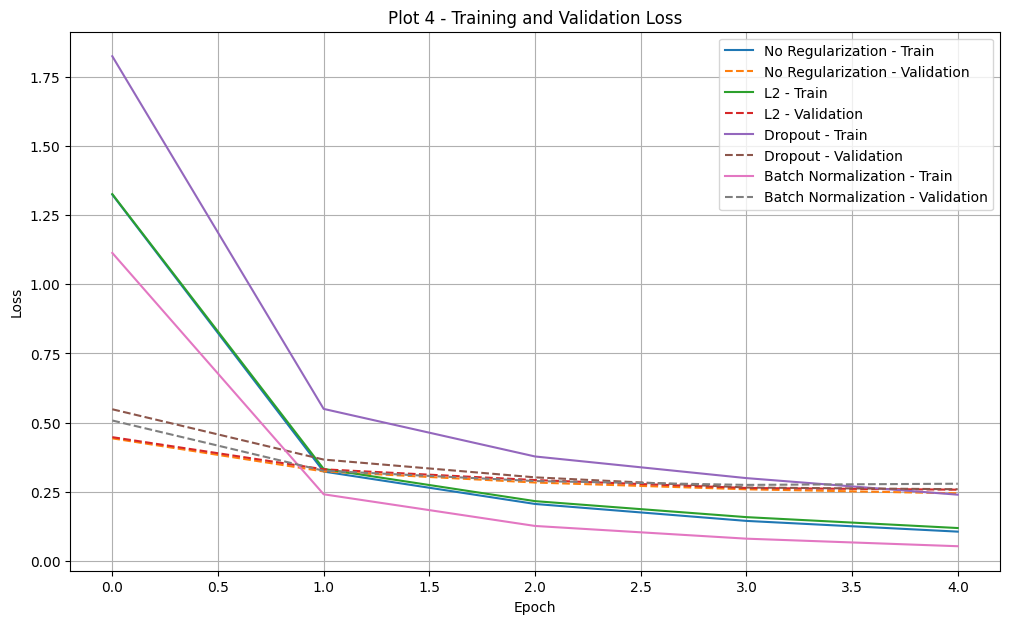 Plot 4 - Training and Validation Loss
No Regularization - Train
No Regularization - Validation
L2 - Train
L2 - Validation
Dropout - Train
Dropout - Validation
Batch Normalization - Train
Batch Normalization - Validation
Loss
1.75
1.50
1.25
1.00
0.75
0.50
0.25
0.00
0.0 0.5 1.0 1.5 2.0 2.5 3.0 3.5 4.0
Epoch